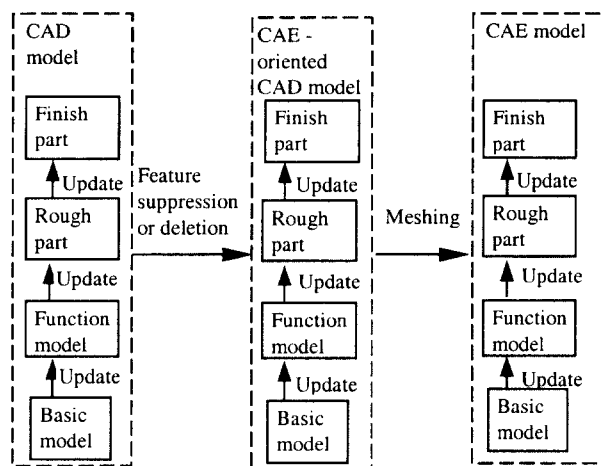 CAD
model
Finish
part
Update
Rough
part
Update
Function
model
Update
Basic
model
Feature
suppression
or deletion
CAE -
oriented
CAD model
Finish
part
Update
Rough
part
Update
Function
model
Update
Basic
model
Meshing
CAE model
Finish
part
Update
Rough
part
Update
Function
model
Update
Basic
model